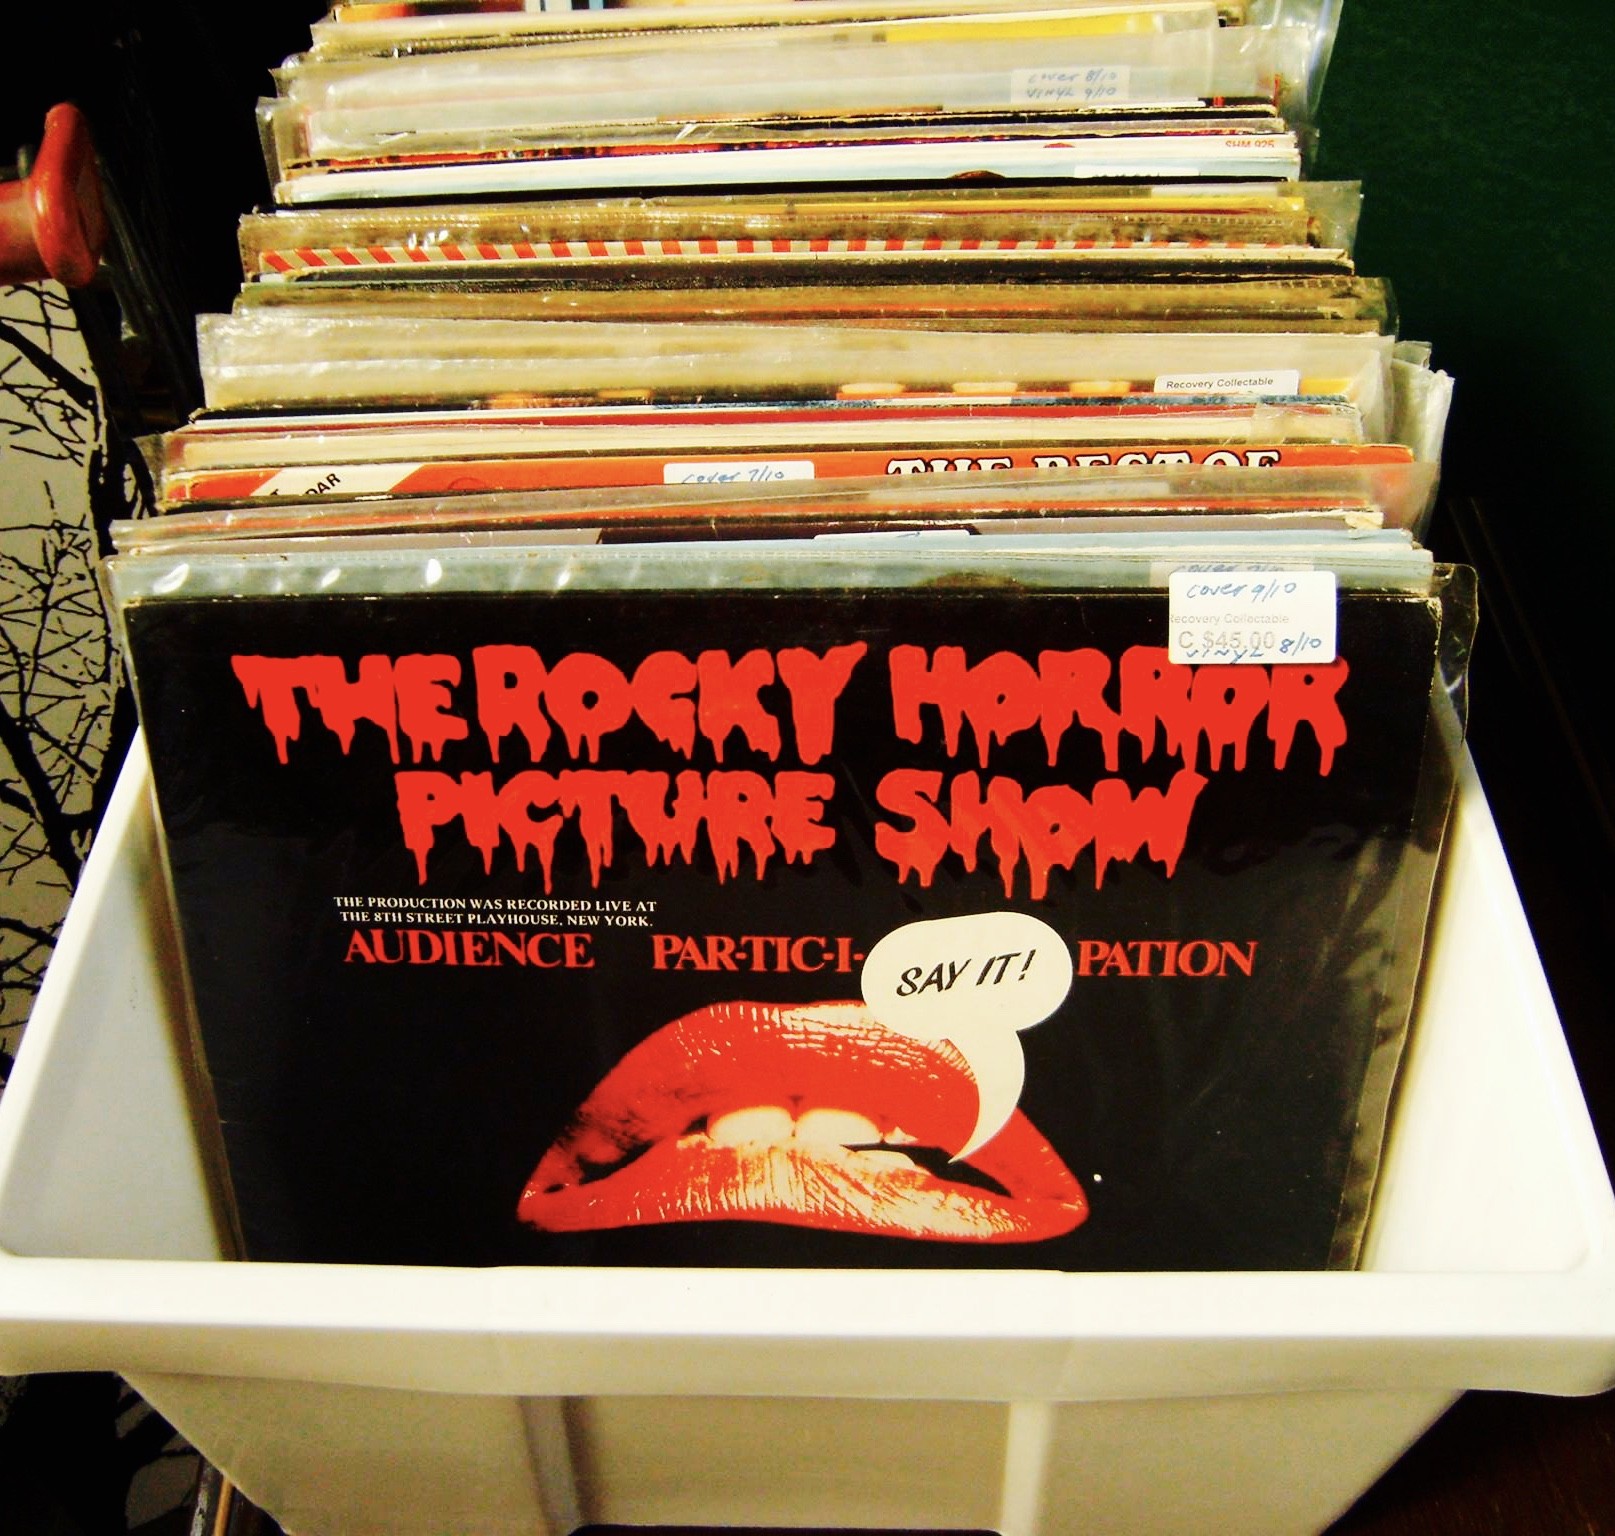 cover 8/10
VINYL 9/10
SHM 925
Recovery Collectable
THE BEST OF
cover 7/10
cover 9/10
Recovery Collectable
C $45.00
vinyl 8/10
THE ROCKY HORROR
PICTURE SHOW
THE PRODUCTION WAS RECORDED LIVE AT
THE 8TH STREET PLAYHOUSE, NEW YORK.
AUDIENCE PAR-TIC-I-PATION
SAY IT!